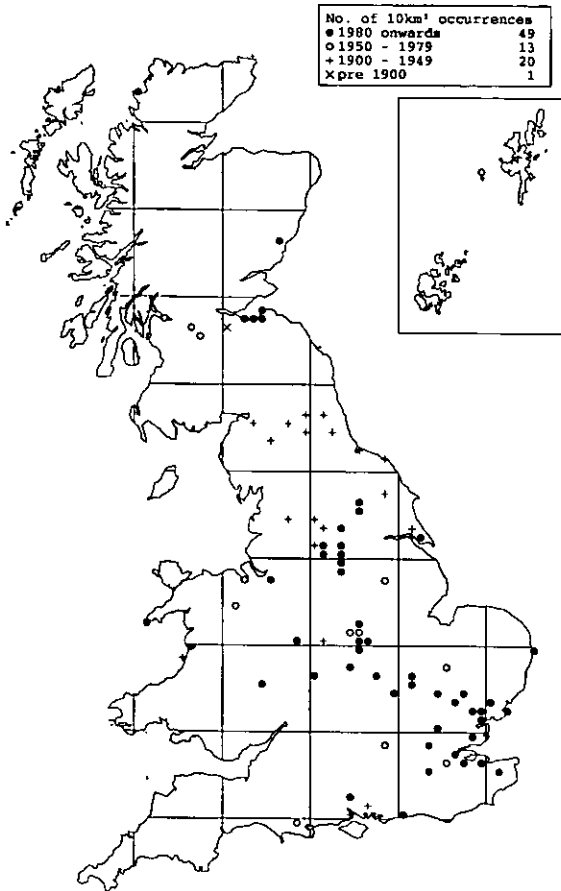 No. of 10km² occurrences
● 1980 onwards 49
○ 1950 - 1979 13
+ 1900 - 1949 20
× pre 1900 1